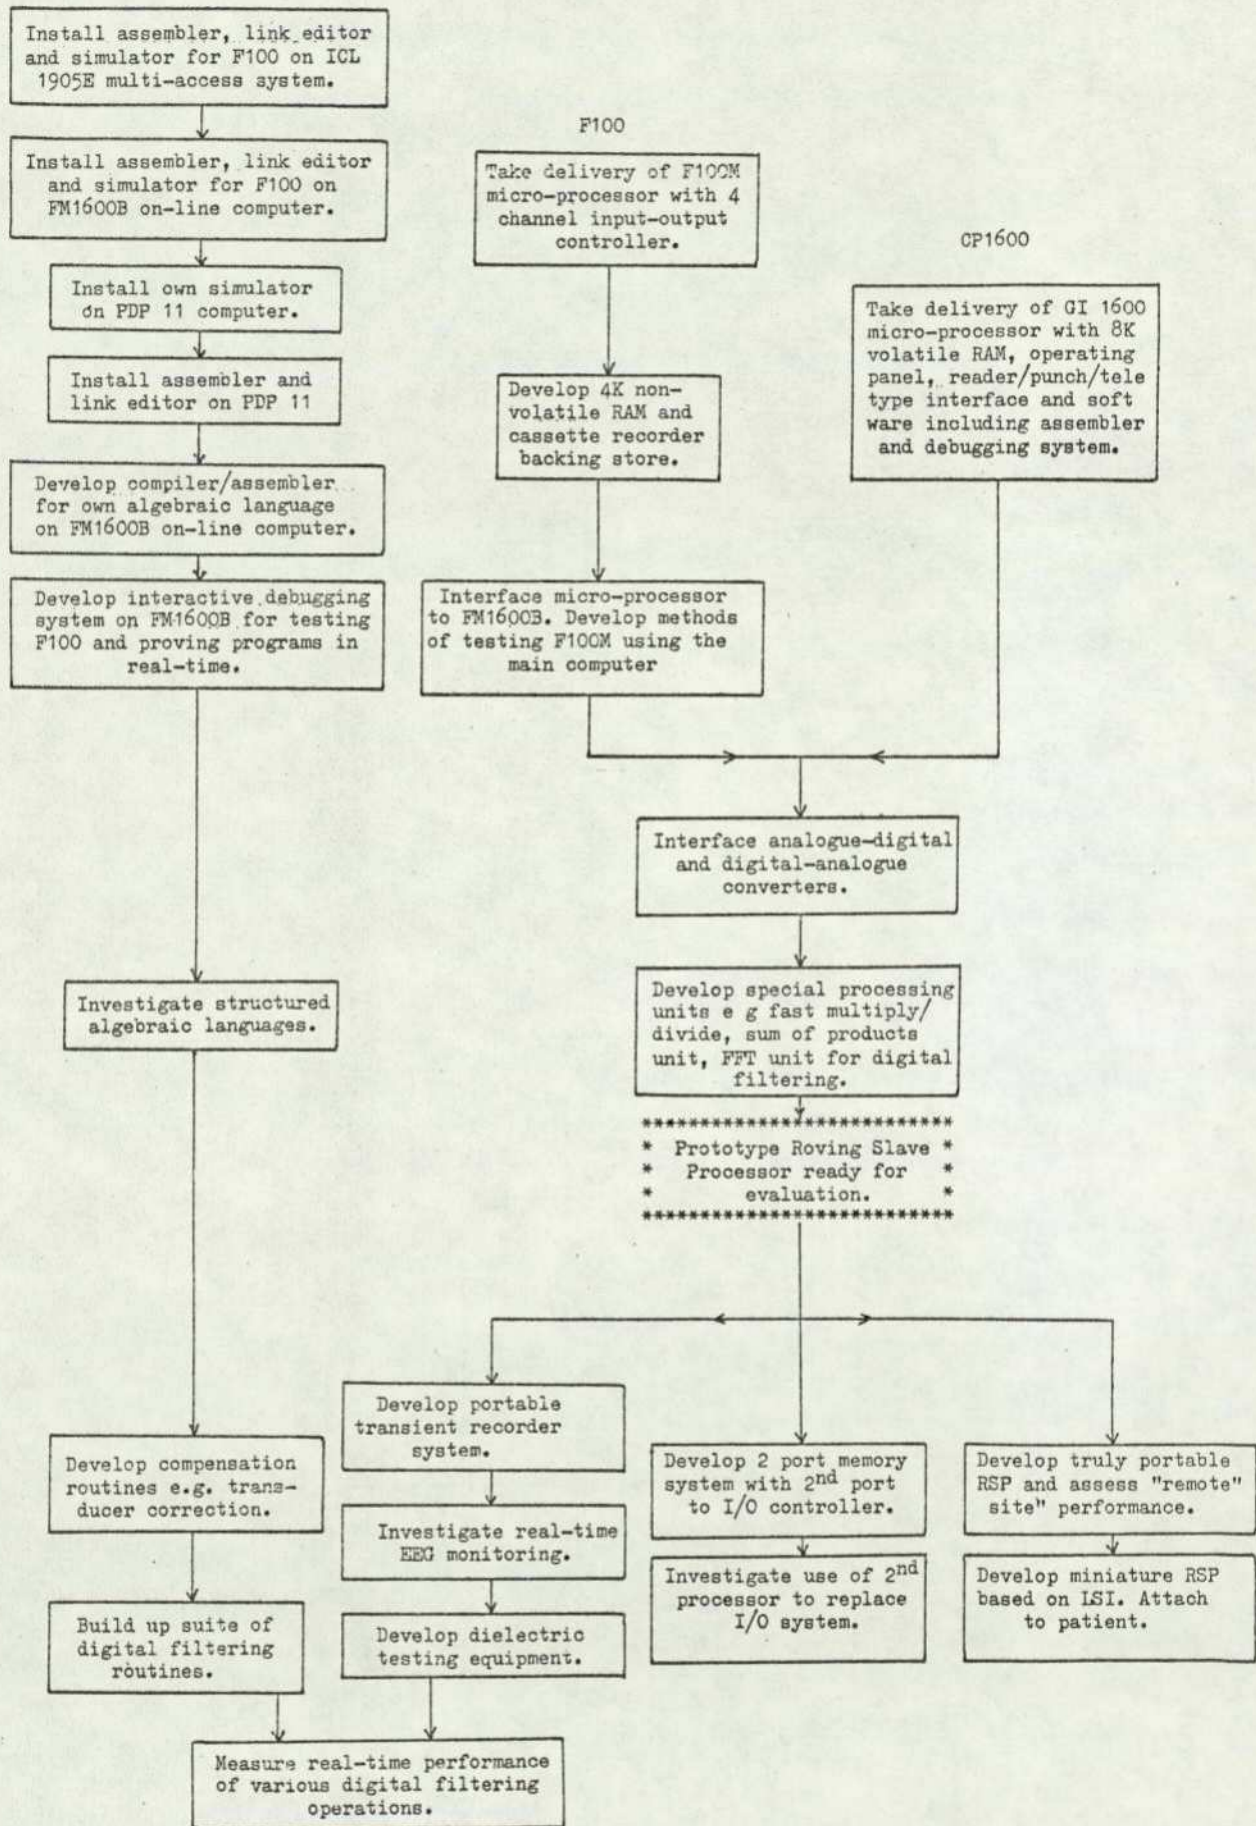 Install assembler, link editor
and simulator for F100 on ICL
1905E multi-access system.
Install assembler, link editor
and simulator for F100 on
FM1600B on-line computer.
Install own simulator
on PDP 11 computer.
Install assembler and
link editor on PDP 11
Develop compiler/assembler
for own algebraic language
on FM1600B on-line computer.
Develop interactive debugging
system on FM1600B for testing
F100 and proving programs in
real-time.
Investigate structured
algebraic languages.
Develop compensation
routines e.g. trans-
ducer correction.
Build up suite of
digital filtering
routines.
F100
Take delivery of F100M
micro-processor with 4
channel input-output
controller.
Develop 4K non-
volatile RAM and
cassette recorder
backing store.
Interface micro-processor
to FM1600B. Develop methods
of testing F100M using the
main computer
CP1600
Take delivery of GI 1600
micro-processor with 8K
volatile RAM, operating
panel, reader/punch/tele
type interface and soft
ware including assembler
and debugging system.
Interface analogue-digital
and digital-analogue
converters.
Develop special processing
units e g fast multiply/
divide, sum of products
unit, FFT unit for digital
filtering.
**************************
* Prototype Roving Slave *
* Processor ready for *
* evaluation. *
**************************
Develop portable
transient recorder
system.
Investigate real-time
EEG monitoring.
Develop dielectric
testing equipment.
Develop 2 port memory
system with 2nd port
to I/O controller.
Investigate use of 2nd
processor to replace
I/O system.
Develop truly portable
RSP and assess "remote"
site" performance.
Develop miniature RSP
based on LSI. Attach
to patient.
Measure real-time performance
of various digital filtering
operations.